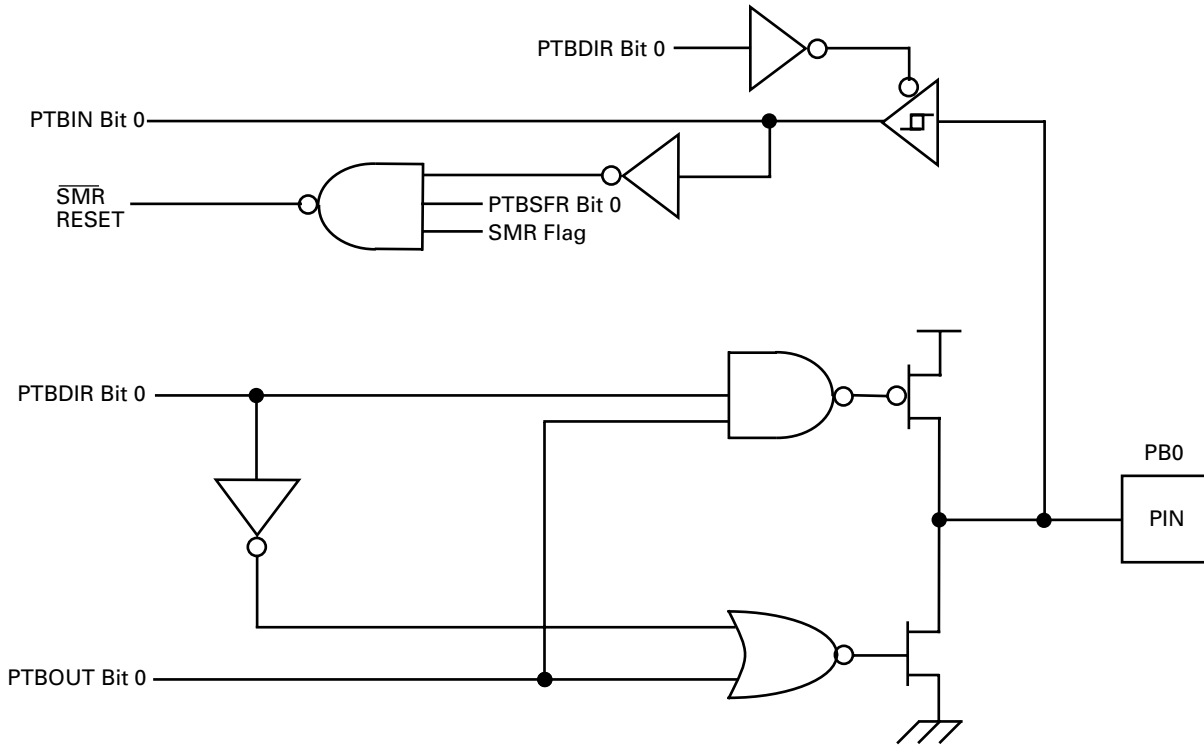 PTBDIR Bit 0
PTBIN Bit 0
SMR
RESET
PTBSFR Bit 0
SMR Flag
PTBDIR Bit 0
PB0
PIN
PTBOUT Bit 0